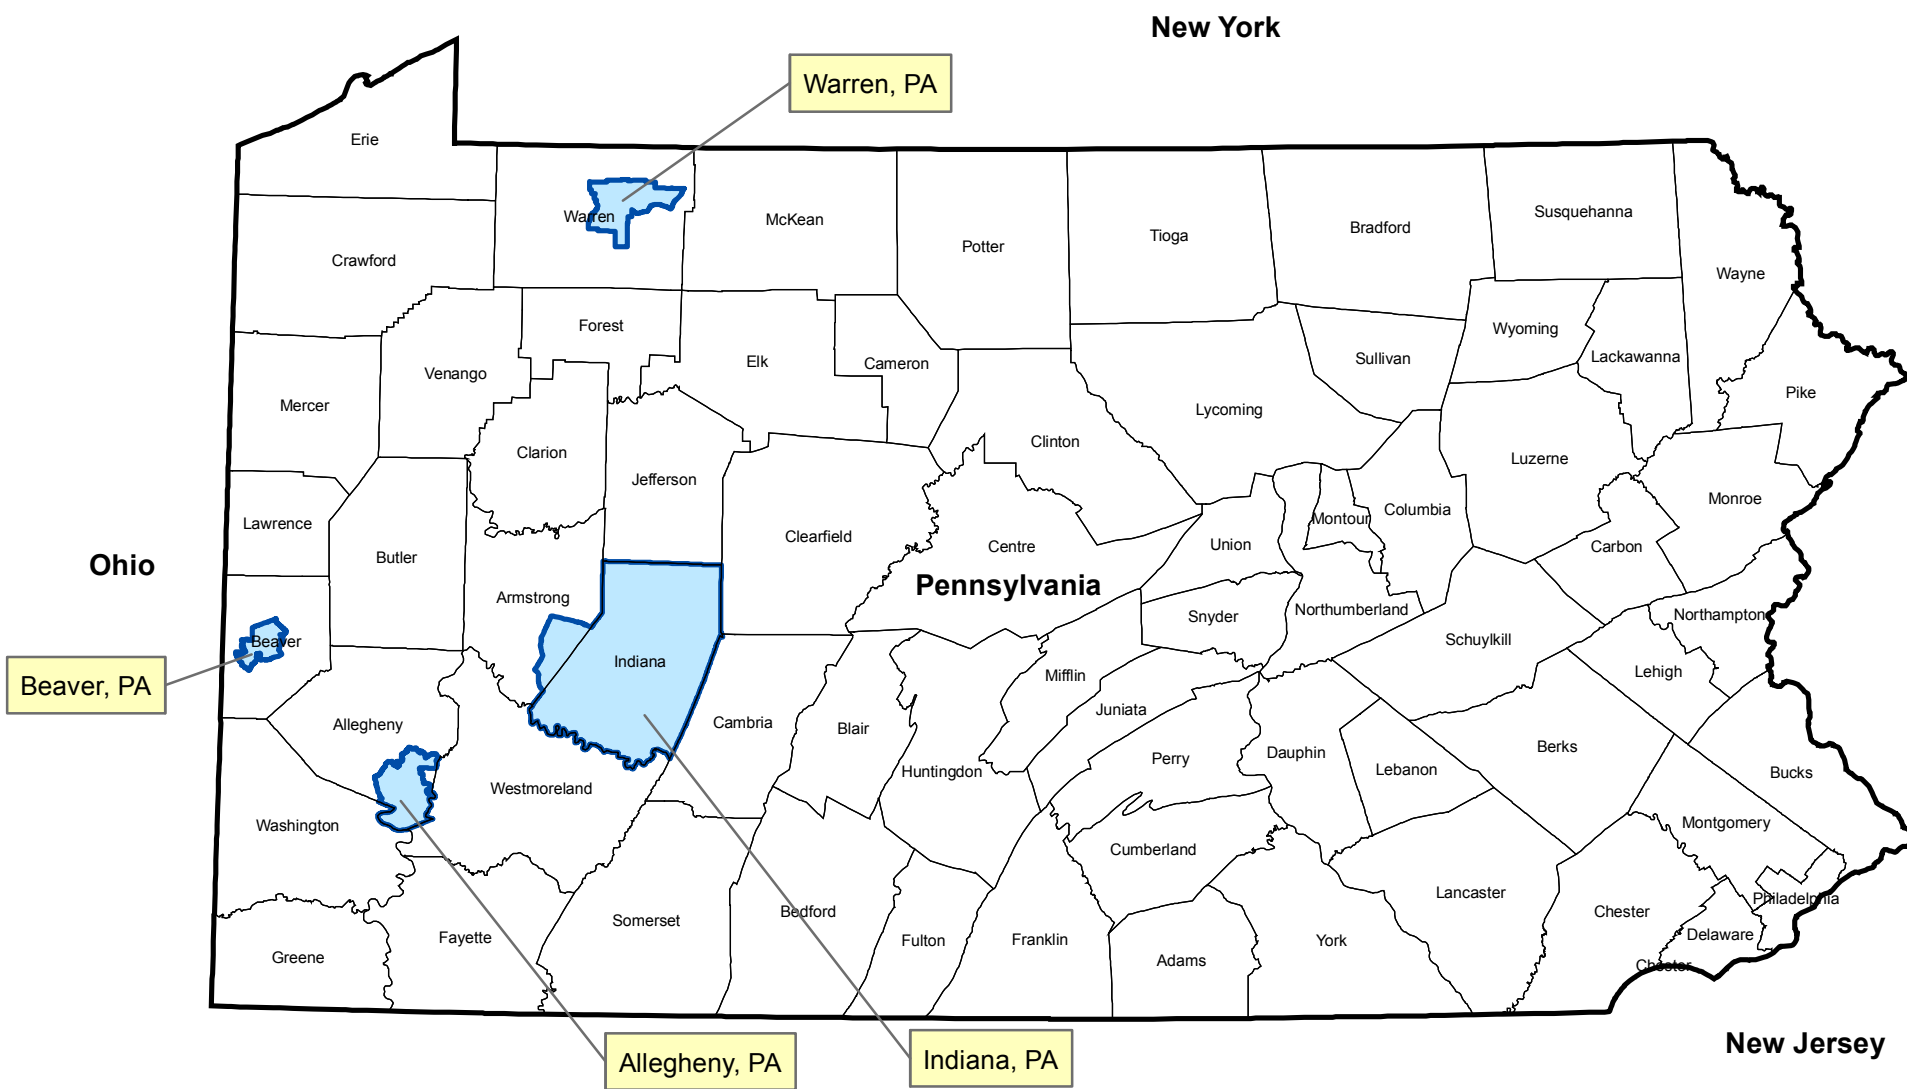 New York
Warren, PA
Erie
Warren
McKean
Potter
Tioga
Bradford
Susquehanna
Wayne
Crawford
Forest
Wyoming
Lackawanna
Sullivan
Elk
Cameron
Venango
Mercer
Pike
Lycoming
Clinton
Clarion
Jefferson
Luzerne
Monroe
Lawrence
Columbia
Montour
Clearfield
Centre
Union
Carbon
Butler
Ohio
Pennsylvania
Armstrong
Northumberland
Snyder
Northampton
Schuylkill
Beaver
Indiana
Mifflin
Lehigh
Beaver, PA
Juniata
Allegheny
Cambria
Blair
Dauphin
Berks
Perry
Huntingdon
Lebanon
Bucks
Westmoreland
Washington
Montgomery
Cumberland
Lancaster
Philadelphia
Chester
Bedford
Somerset
Delaware
Fayette
Fulton
Franklin
York
Greene
Adams
Chester
New Jersey
Allegheny, PA
Indiana, PA